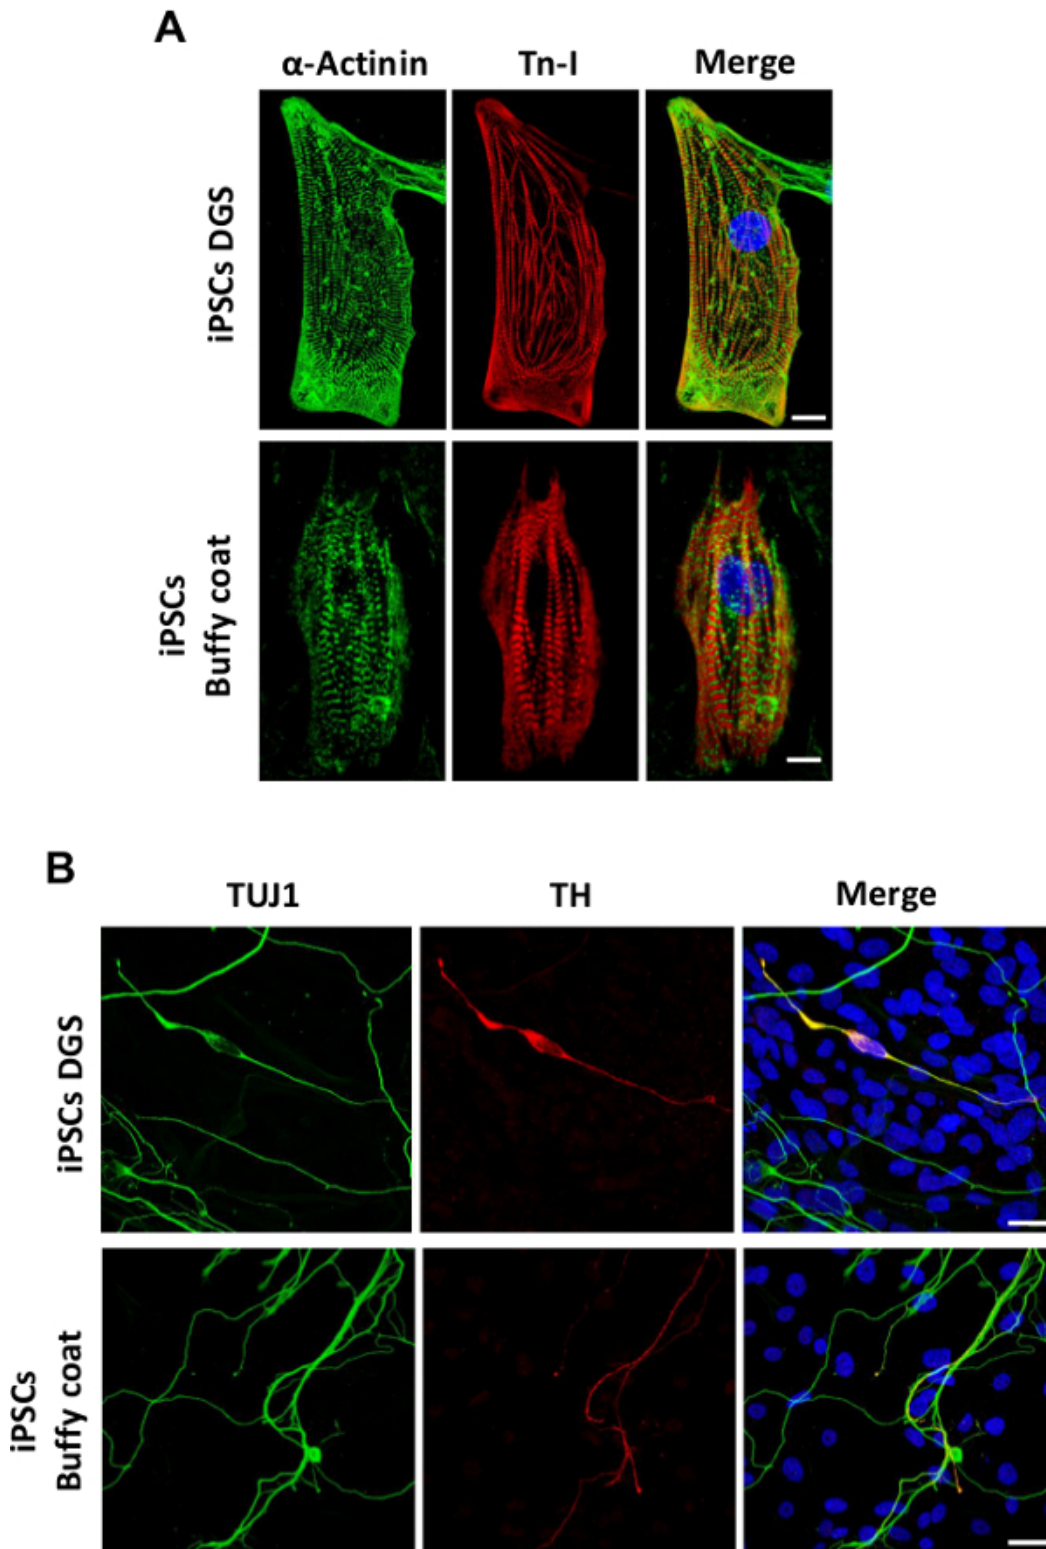 A
α-Actinin Tn-I Merge
iPSCs DGS
iPSCs
Buffy coat
B
TUJ1 TH Merge
iPSCs DGS
iPSCs
Buffy coat